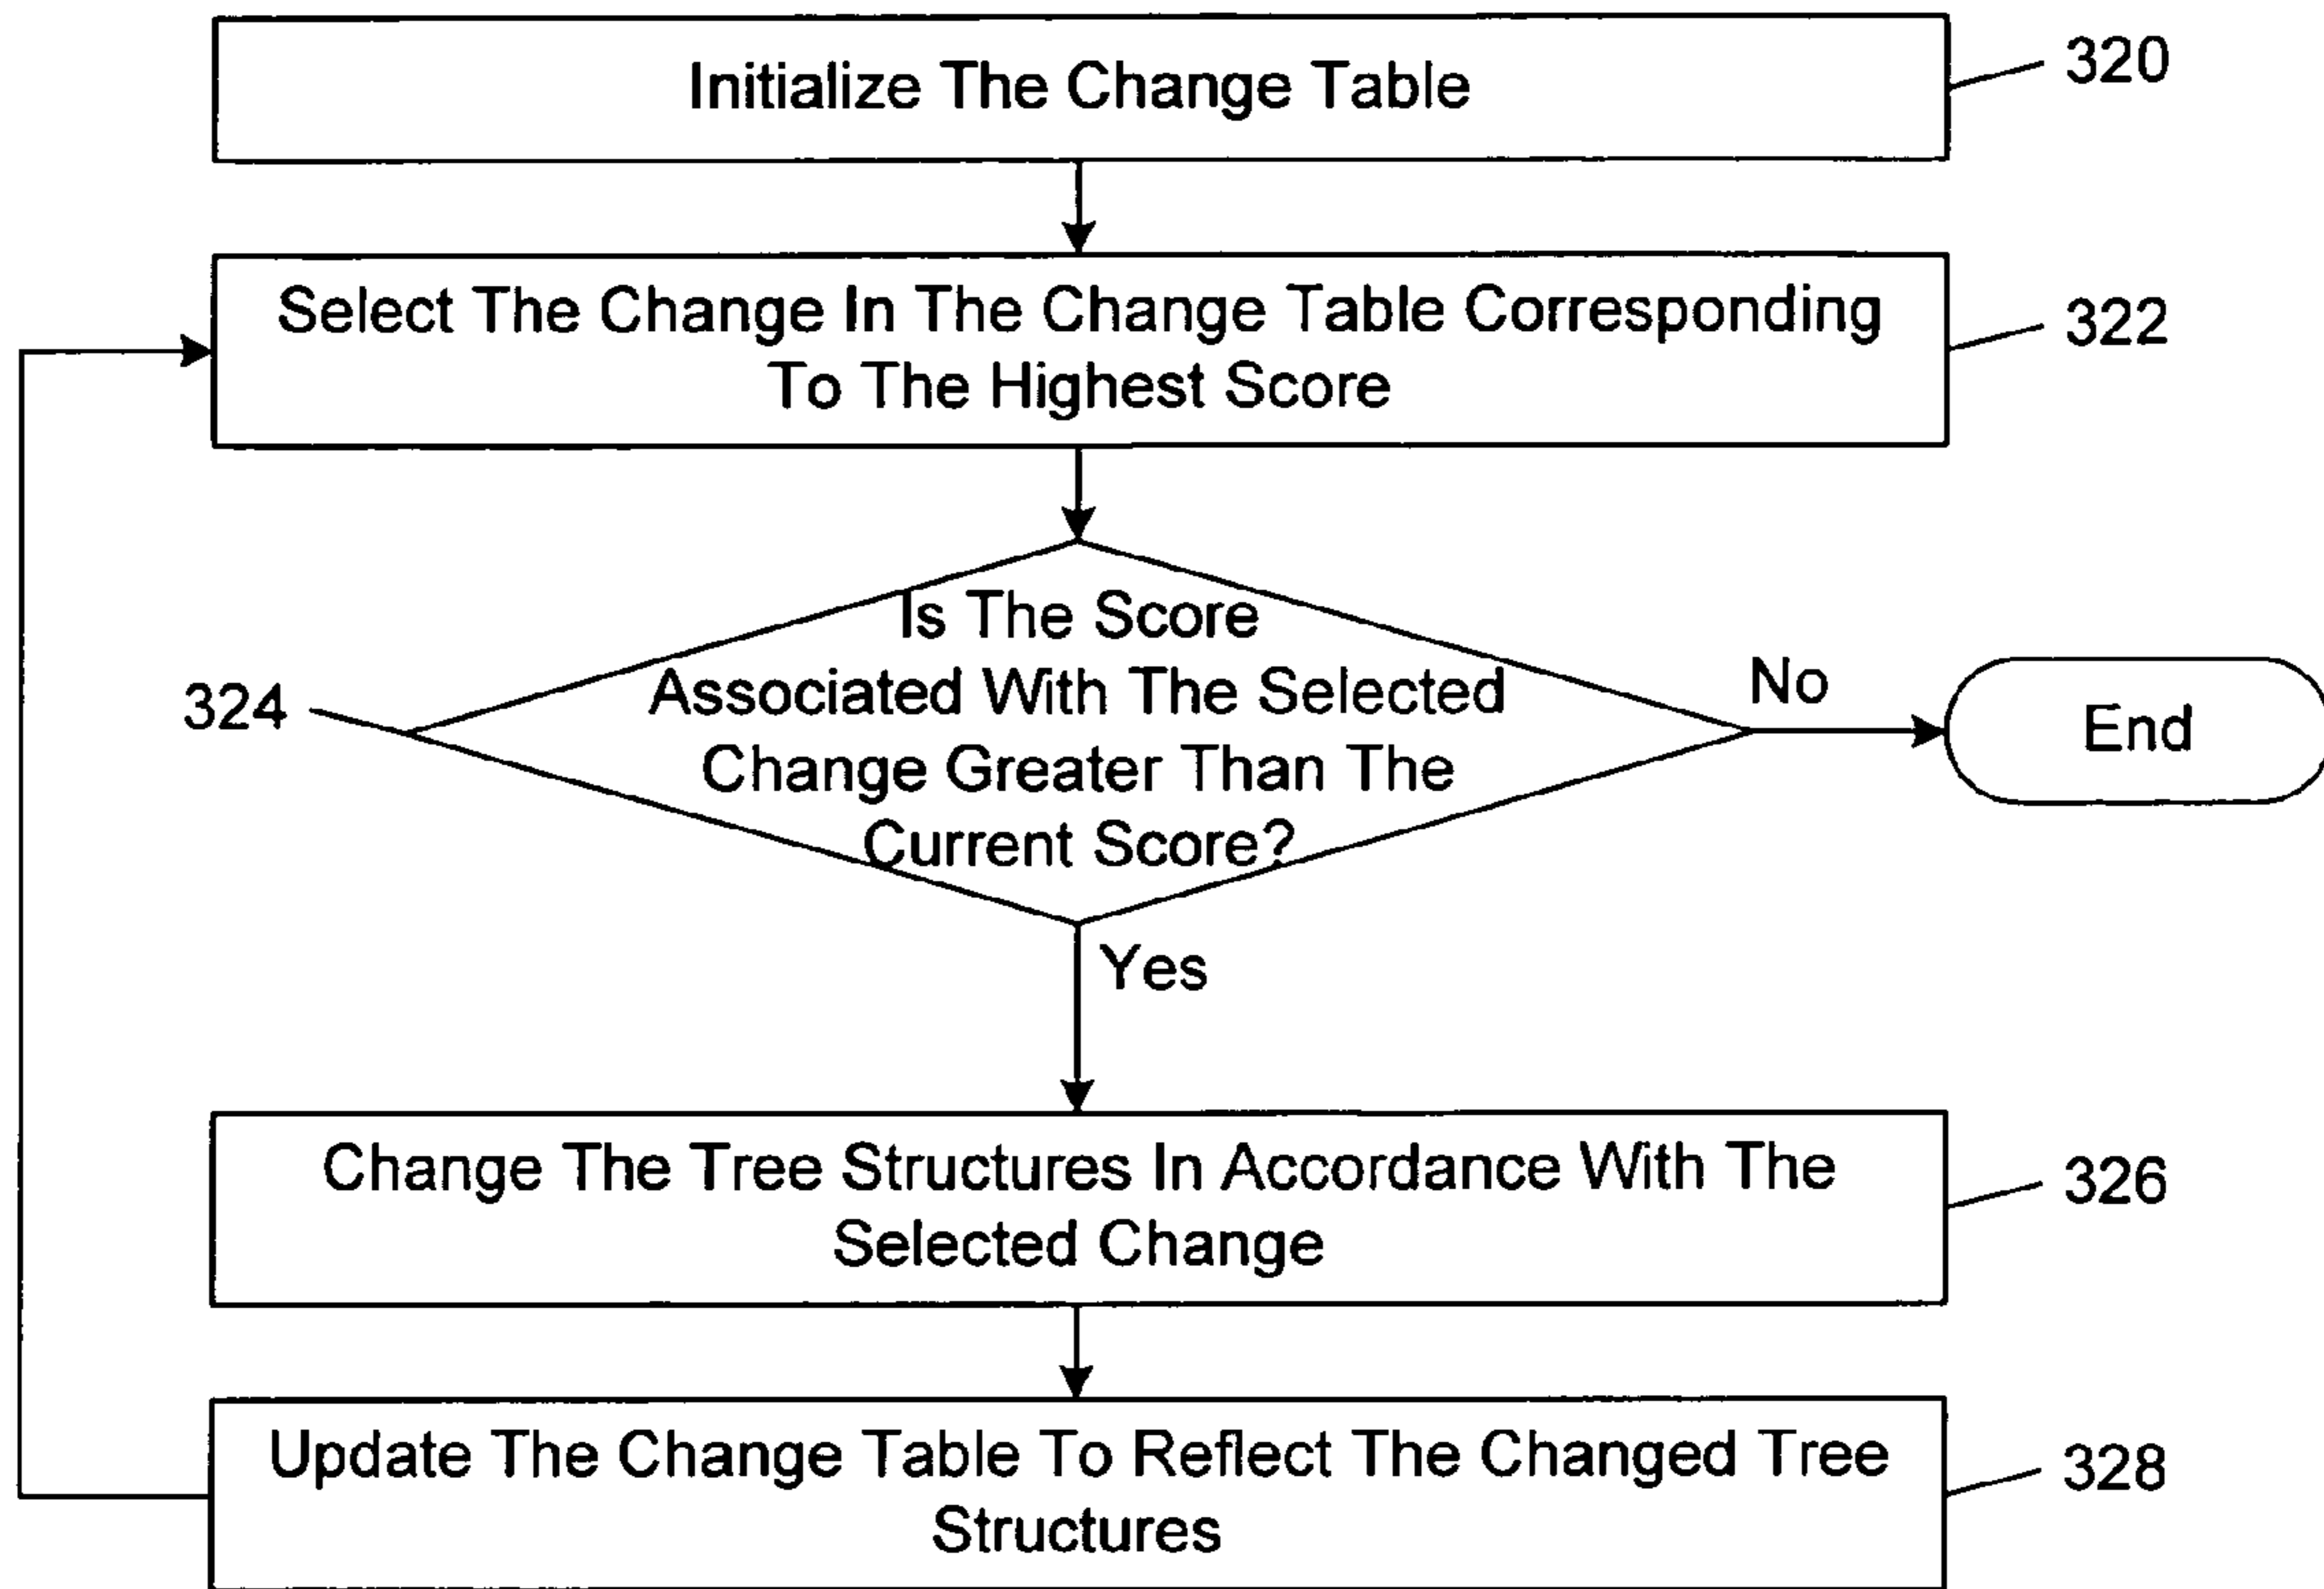 Initialize The Change Table
320
Select The Change In The Change Table Corresponding
To The Highest Score
322
Is The Score
Associated With The Selected
Change Greater Than The
Current Score?
324
No
End
Yes
Change The Tree Structures In Accordance With The
Selected Change
326
Update The Change Table To Reflect The Changed Tree
Structures
328